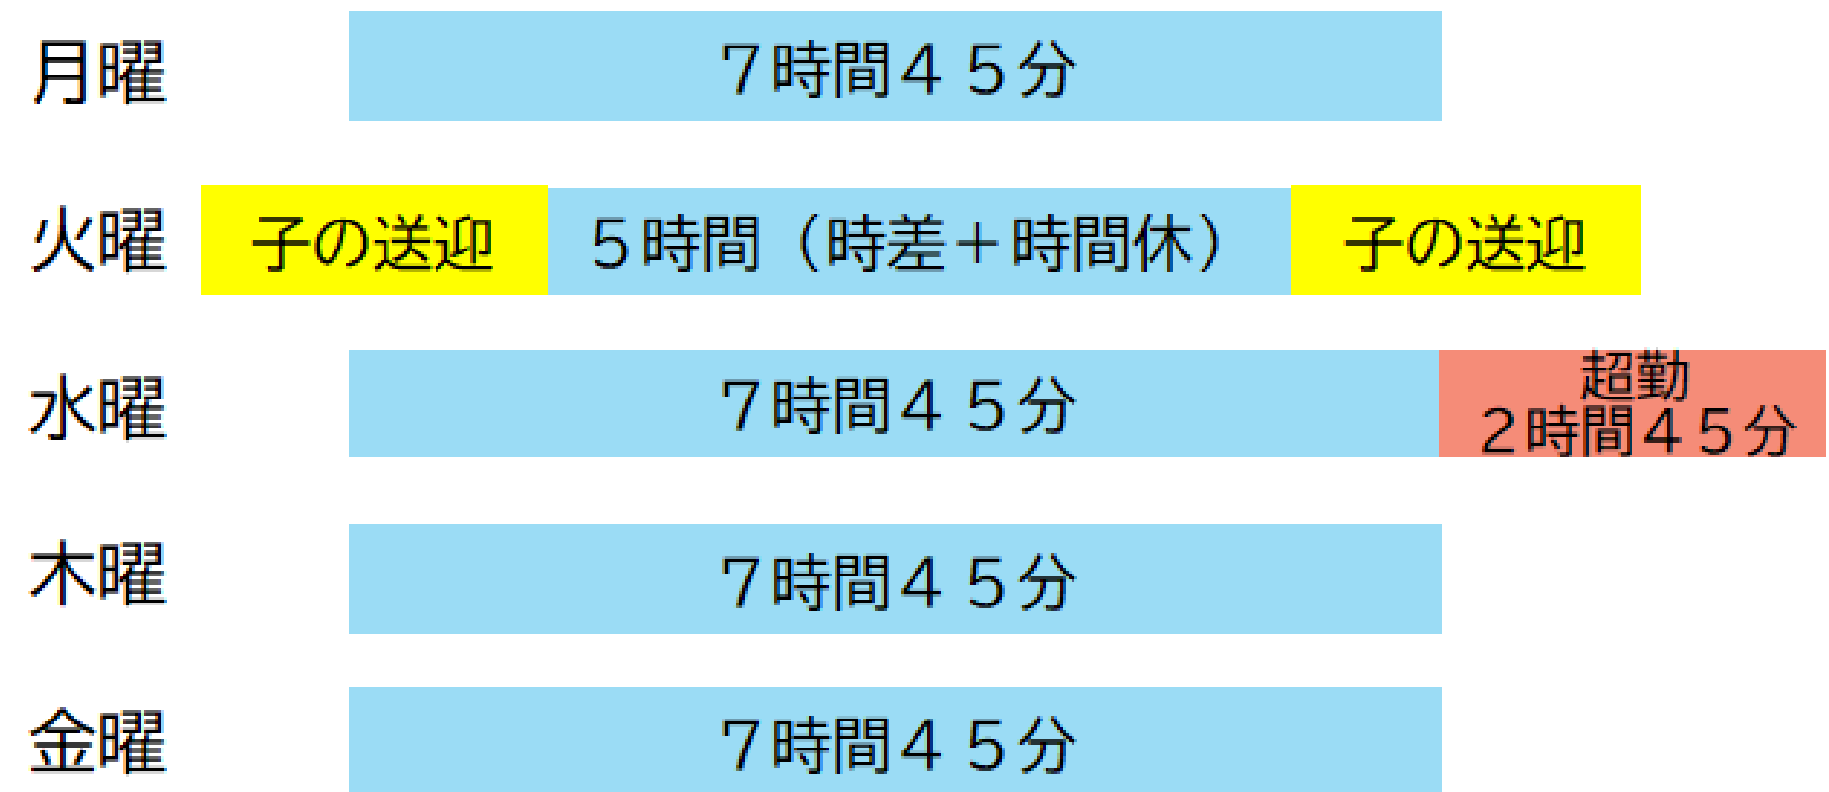 月曜 7時間45分
火曜 子の送迎 5時間（時差＋時間休） 子の送迎
水曜 7時間45分 超勤
2時間45分
木曜 7時間45分
金曜 7時間45分